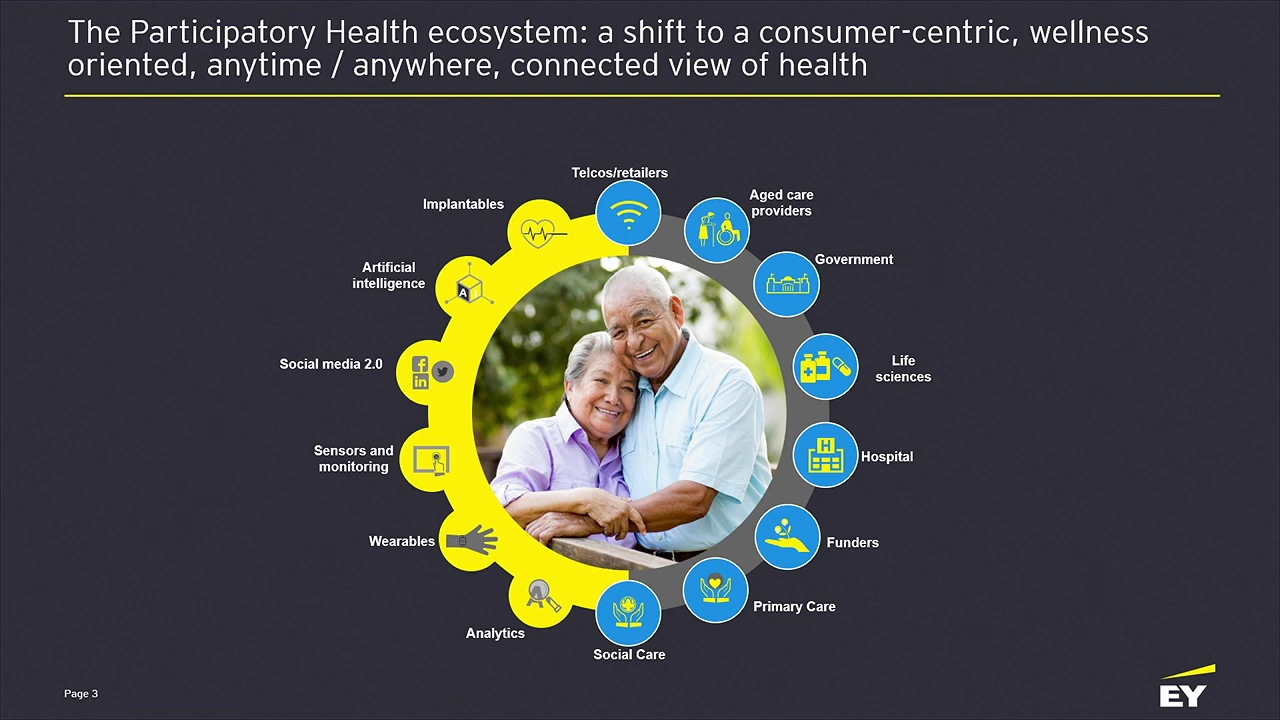 The Participatory Health ecosystem: a shift to a consumer-centric, wellness
oriented, anytime / anywhere, connected view of health
Telcos/retailers
Implantables
Aged care
providers
Artificial
intelligence
Government
Social media 2.0
Life
sciences
Sensors and
monitoring
Hospital
Wearables
Funders
Analytics
Primary Care
Social Care
A
f
in
H
A
Page 3
EY